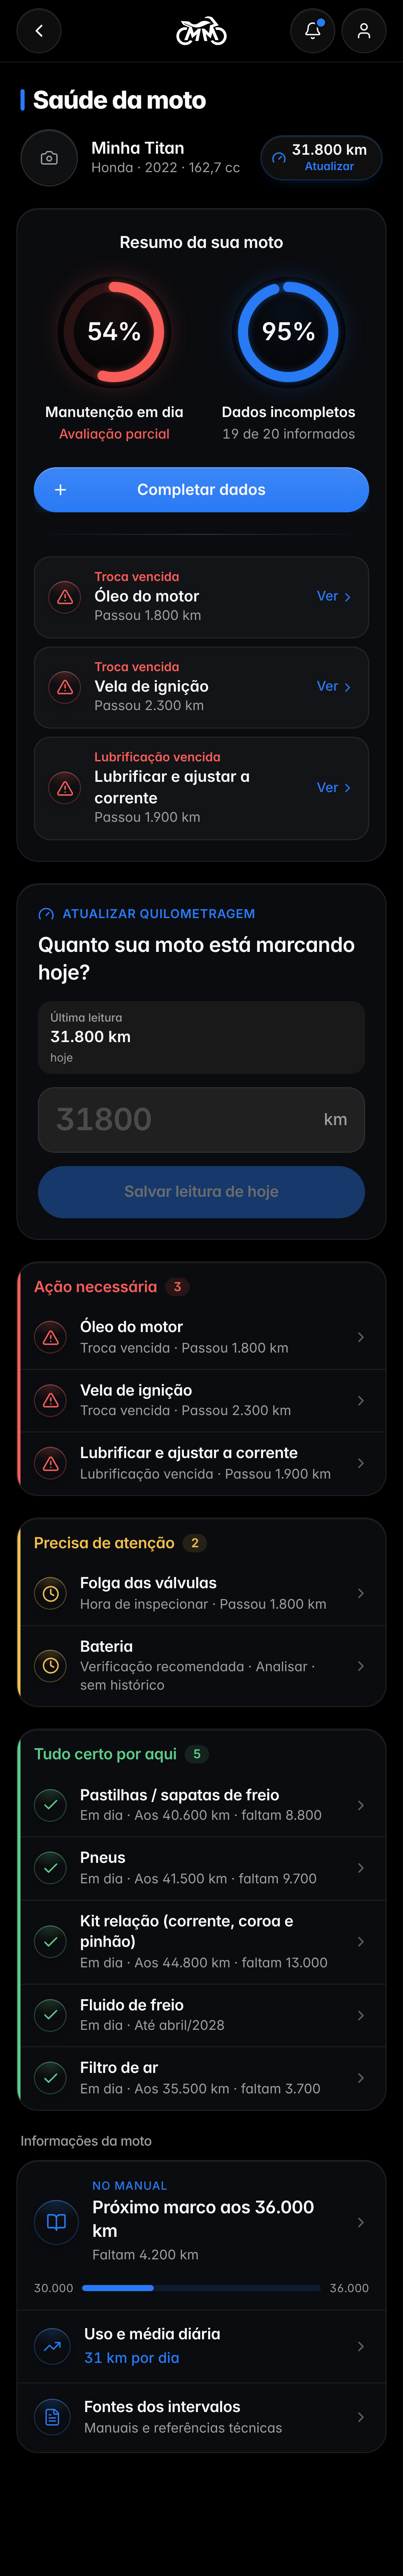 MM
Saúde da moto
Minha Titan
Honda · 2022 · 162,7 cc
31.800 km
Atualizar
Resumo da sua moto
54%
95%
Manutenção em dia
Dados incompletos
Avaliação parcial
19 de 20 informados
Completar dados
Troca vencida
Óleo do motor
Ver
Passou 1.800 km
Troca vencida
Vela de ignição
Ver
Passou 2.300 km
Lubrificação vencida
Lubrificar e ajustar a
corrente
Ver
Passou 1.900 km
ATUALIZAR QUILOMETRAGEM
Quanto sua moto está marcando
hoje?
Última leitura
31.800 km
hoje
31800 km
Salvar leitura de hoje
Ação necessária 3
Óleo do motor
Troca vencida · Passou 1.800 km
Vela de ignição
Troca vencida · Passou 2.300 km
Lubrificar e ajustar a corrente
Lubrificação vencida · Passou 1.900 km
Precisa de atenção 2
Folga das válvulas
Hora de inspecionar · Passou 1.800 km
Bateria
Verificação recomendada · Analisar ·
sem histórico
Tudo certo por aqui 5
Pastilhas / sapatas de freio
Em dia · Aos 40.600 km · faltam 8.800
Pneus
Em dia · Aos 41.500 km · faltam 9.700
Kit relação (corrente, coroa e
pinhão)
Em dia · Aos 44.800 km · faltam 13.000
Fluido de freio
Em dia · Até abril/2028
Filtro de ar
Em dia · Aos 35.500 km · faltam 3.700
Informações da moto
NO MANUAL
Próximo marco aos 36.000
km
Faltam 4.200 km
30.000 36.000
Uso e média diária
31 km por dia
Fontes dos intervalos
Manuais e referências técnicas